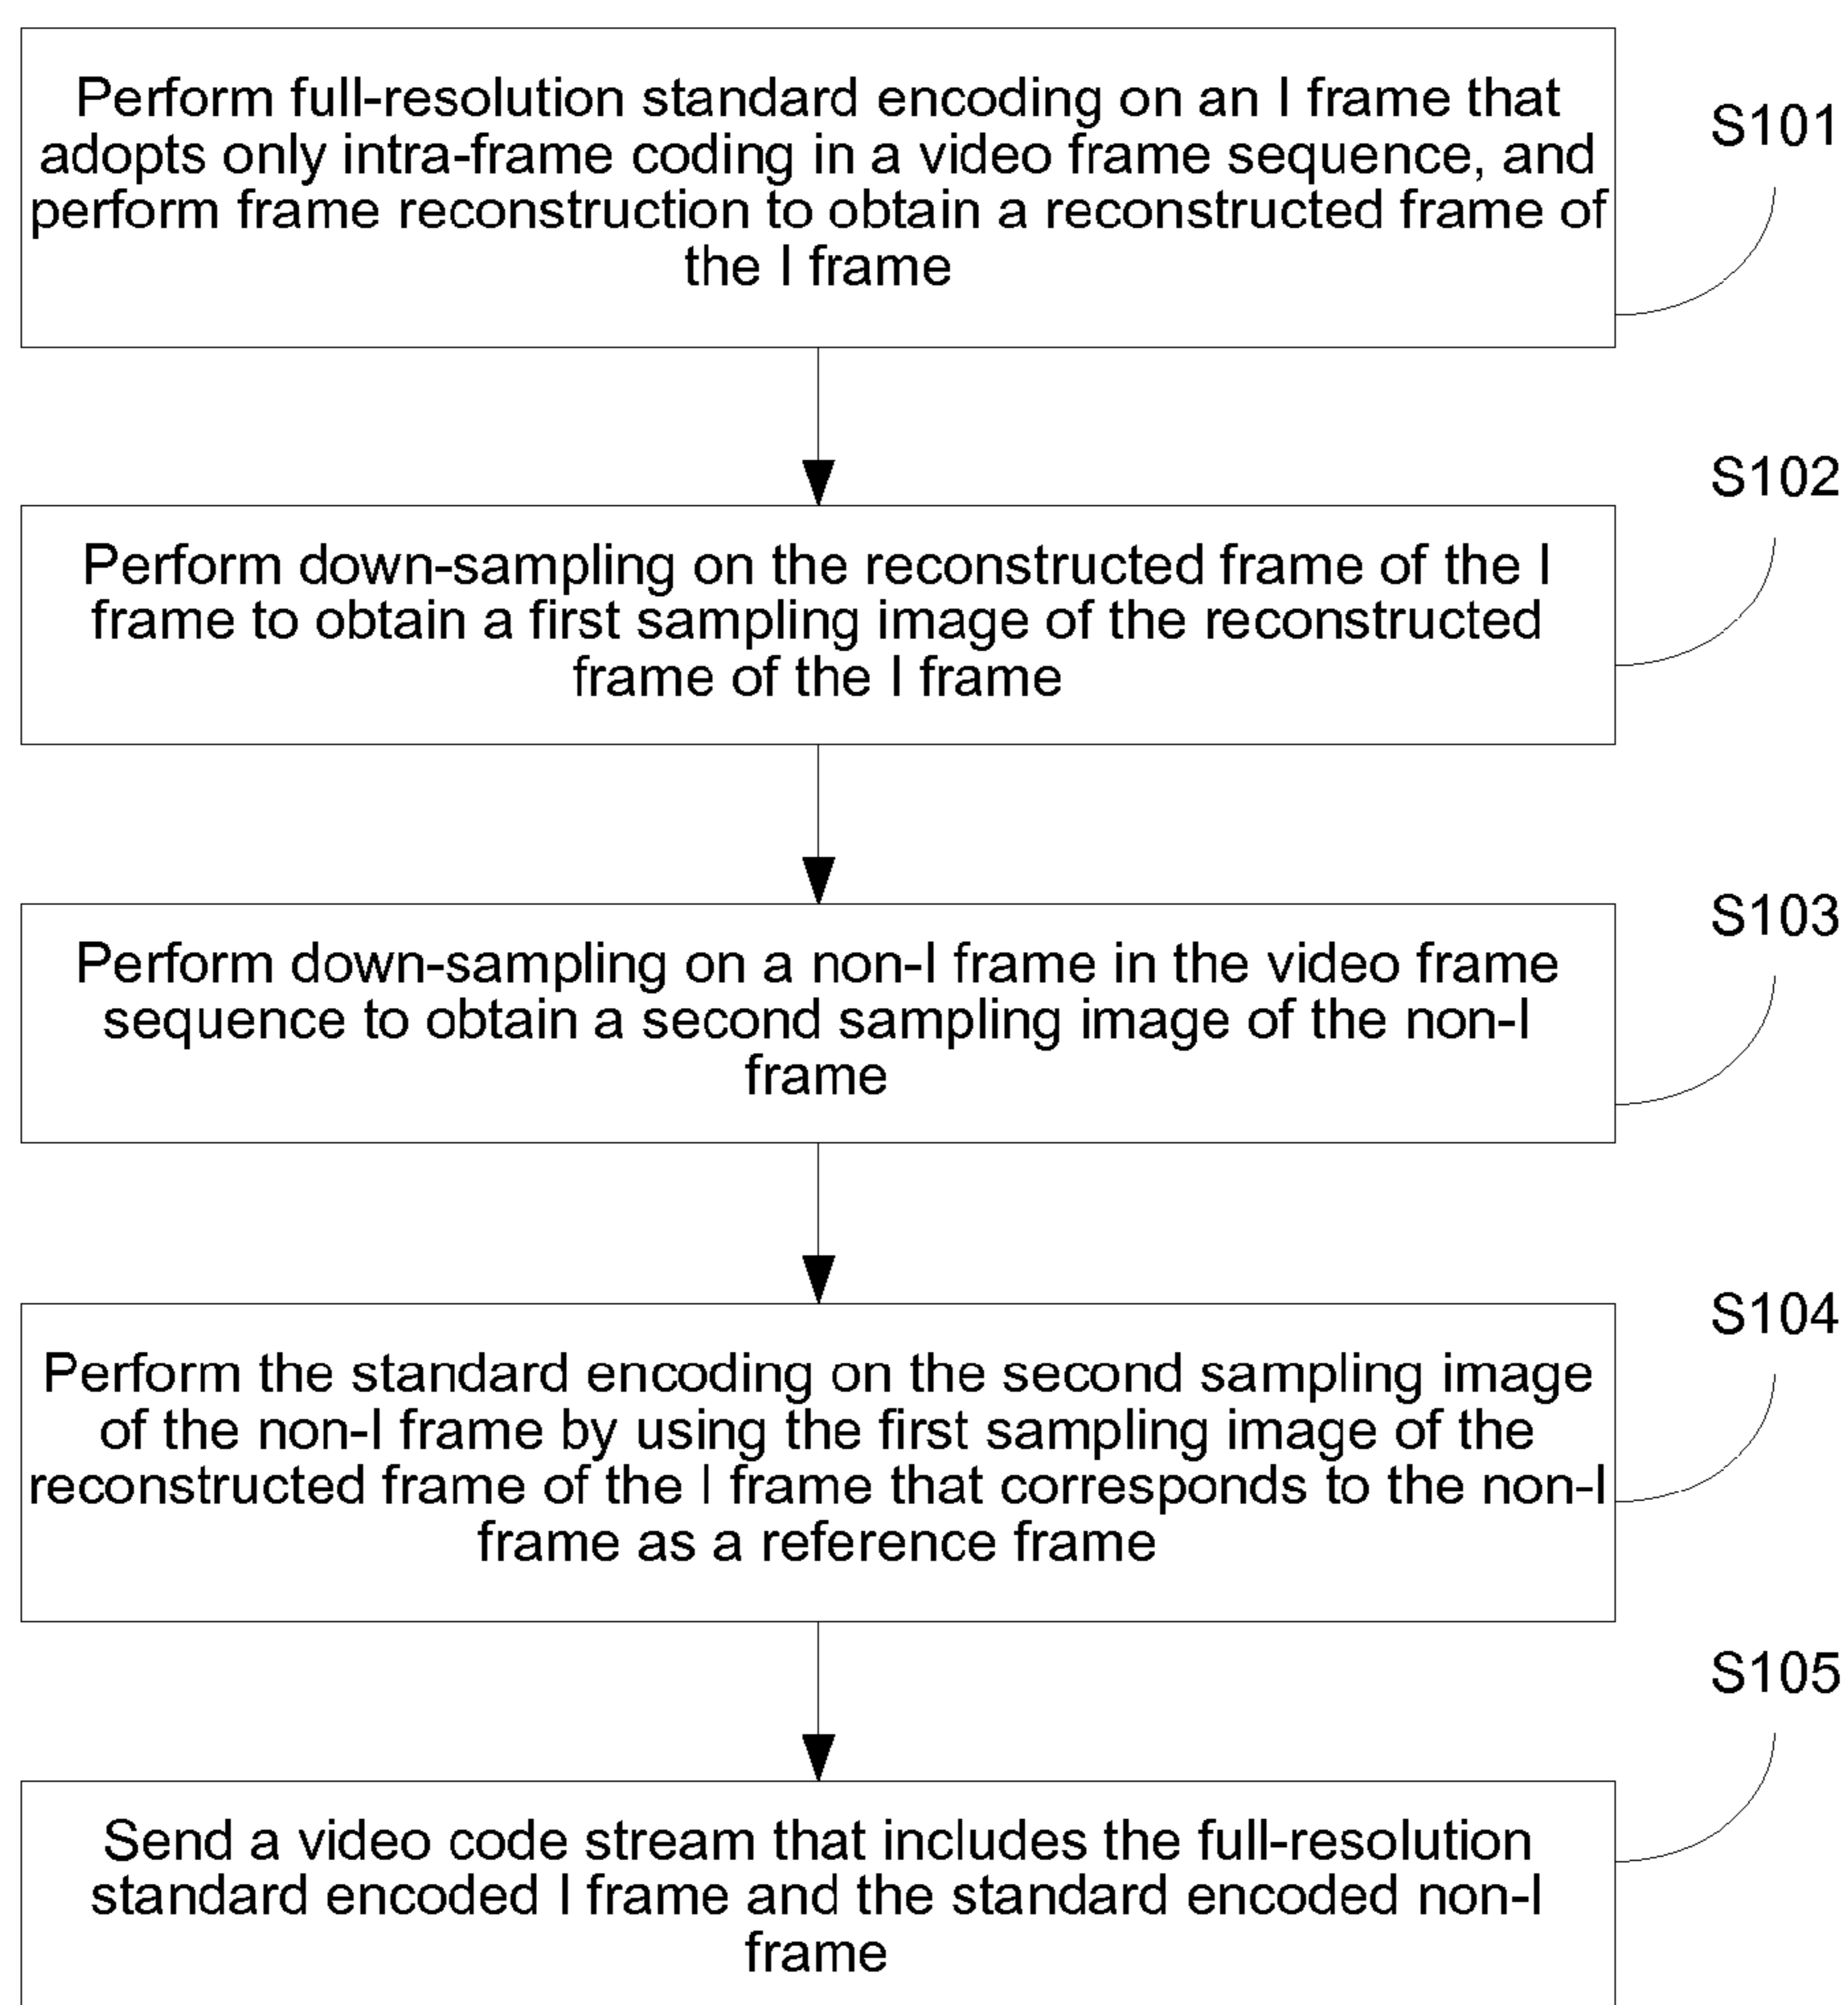 Perform full-resolution standard encoding on an I frame that
adopts only intra-frame coding in a video frame sequence, and
perform frame reconstruction to obtain a reconstructed frame of
the I frame
S101
Perform down-sampling on the reconstructed frame of the I
frame to obtain a first sampling image of the reconstructed
frame of the I frame
S102
Perform down-sampling on a non-I frame in the video frame
sequence to obtain a second sampling image of the non-I
frame
S103
Perform the standard encoding on the second sampling image
of the non-I frame by using the first sampling image of the
reconstructed frame of the I frame that corresponds to the non-I
frame as a reference frame
S104
Send a video code stream that includes the full-resolution
standard encoded I frame and the standard encoded non-I
frame
S105